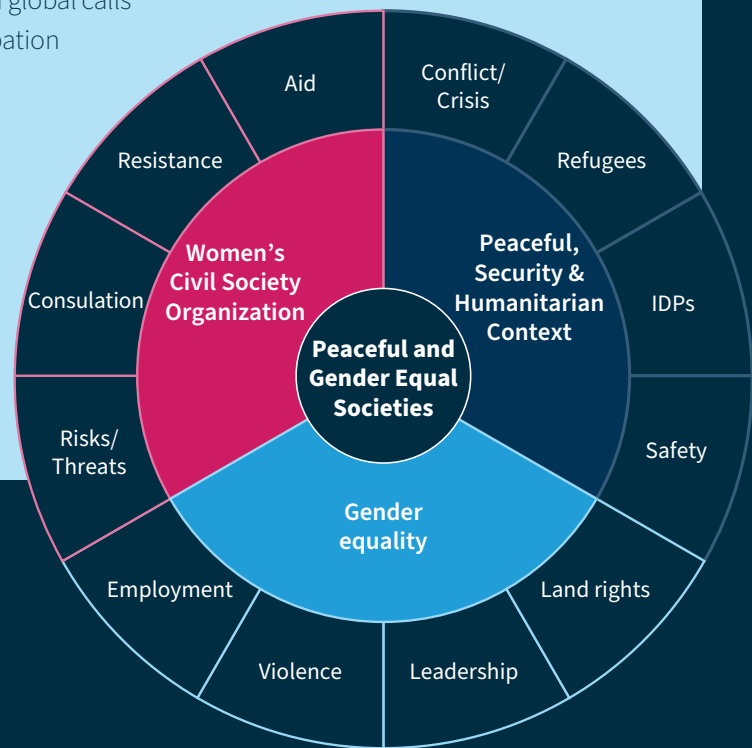 global calls
Aid
Conflict/
Crisis
Refugees
IDPs
Safety
Land rights
Leadership
Violence
Employment
Risks/
Threats
Consulation
Resistance
Women’s
Civil Society
Organization
Peaceful,
Security &
Humanitarian
Context
Gender
equality
Peaceful and
Gender Equal
Societies